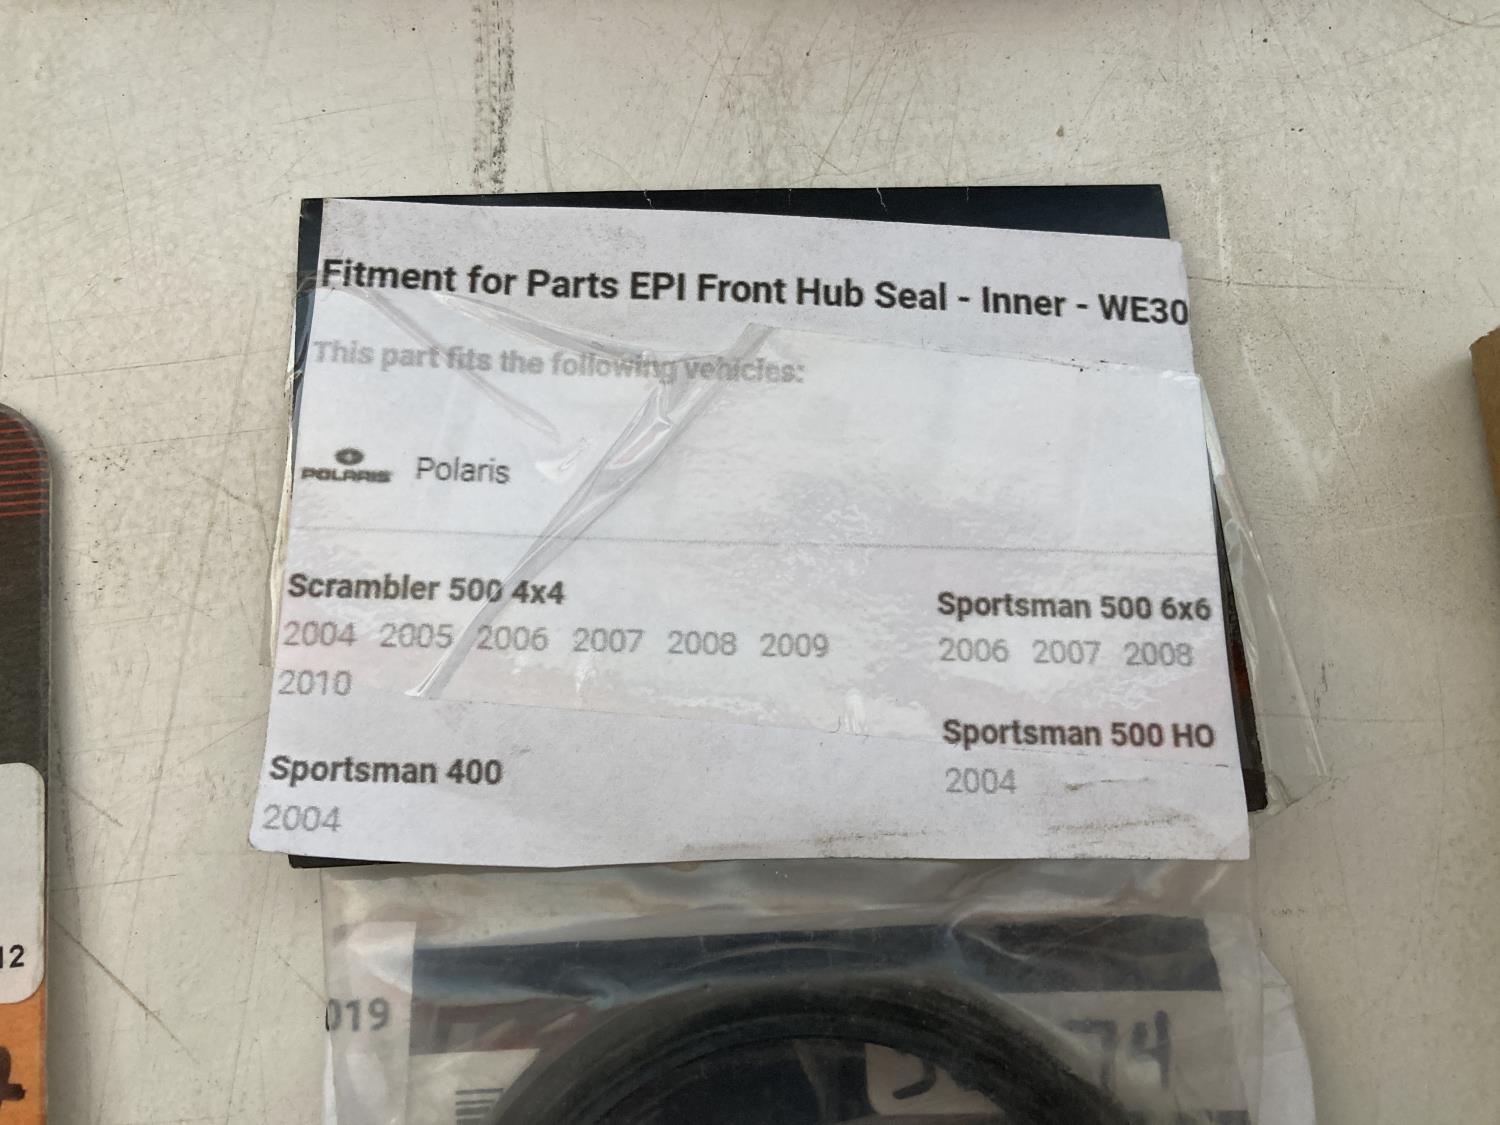 Fitment for Parts EPI Front Hub Seal - Inner - WE30
This part fits the following vehicles:
POLARIS Polaris
Scrambler 500 4x4
2004 2005 2006 2007 2008 2009
2010
Sportsman 400
2004
Sportsman 500 6x6
2006 2007 2008
Sportsman 500 HO
2004
019
74
12